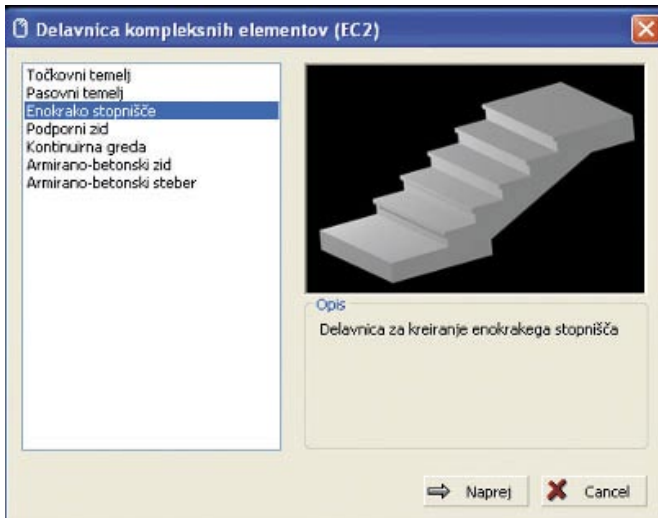 Delavnica kompleksnih elementov (EC2)
Točkovni temelj
Pasovni temelj
Enokrako stopnišče
Podporni zid
Kontinuirna greda
Armirano-betonski zid
Armirano-betonski steber
Opis
Delavnica za kreiranje enokrakega stopnišča
Naprej
Cancel